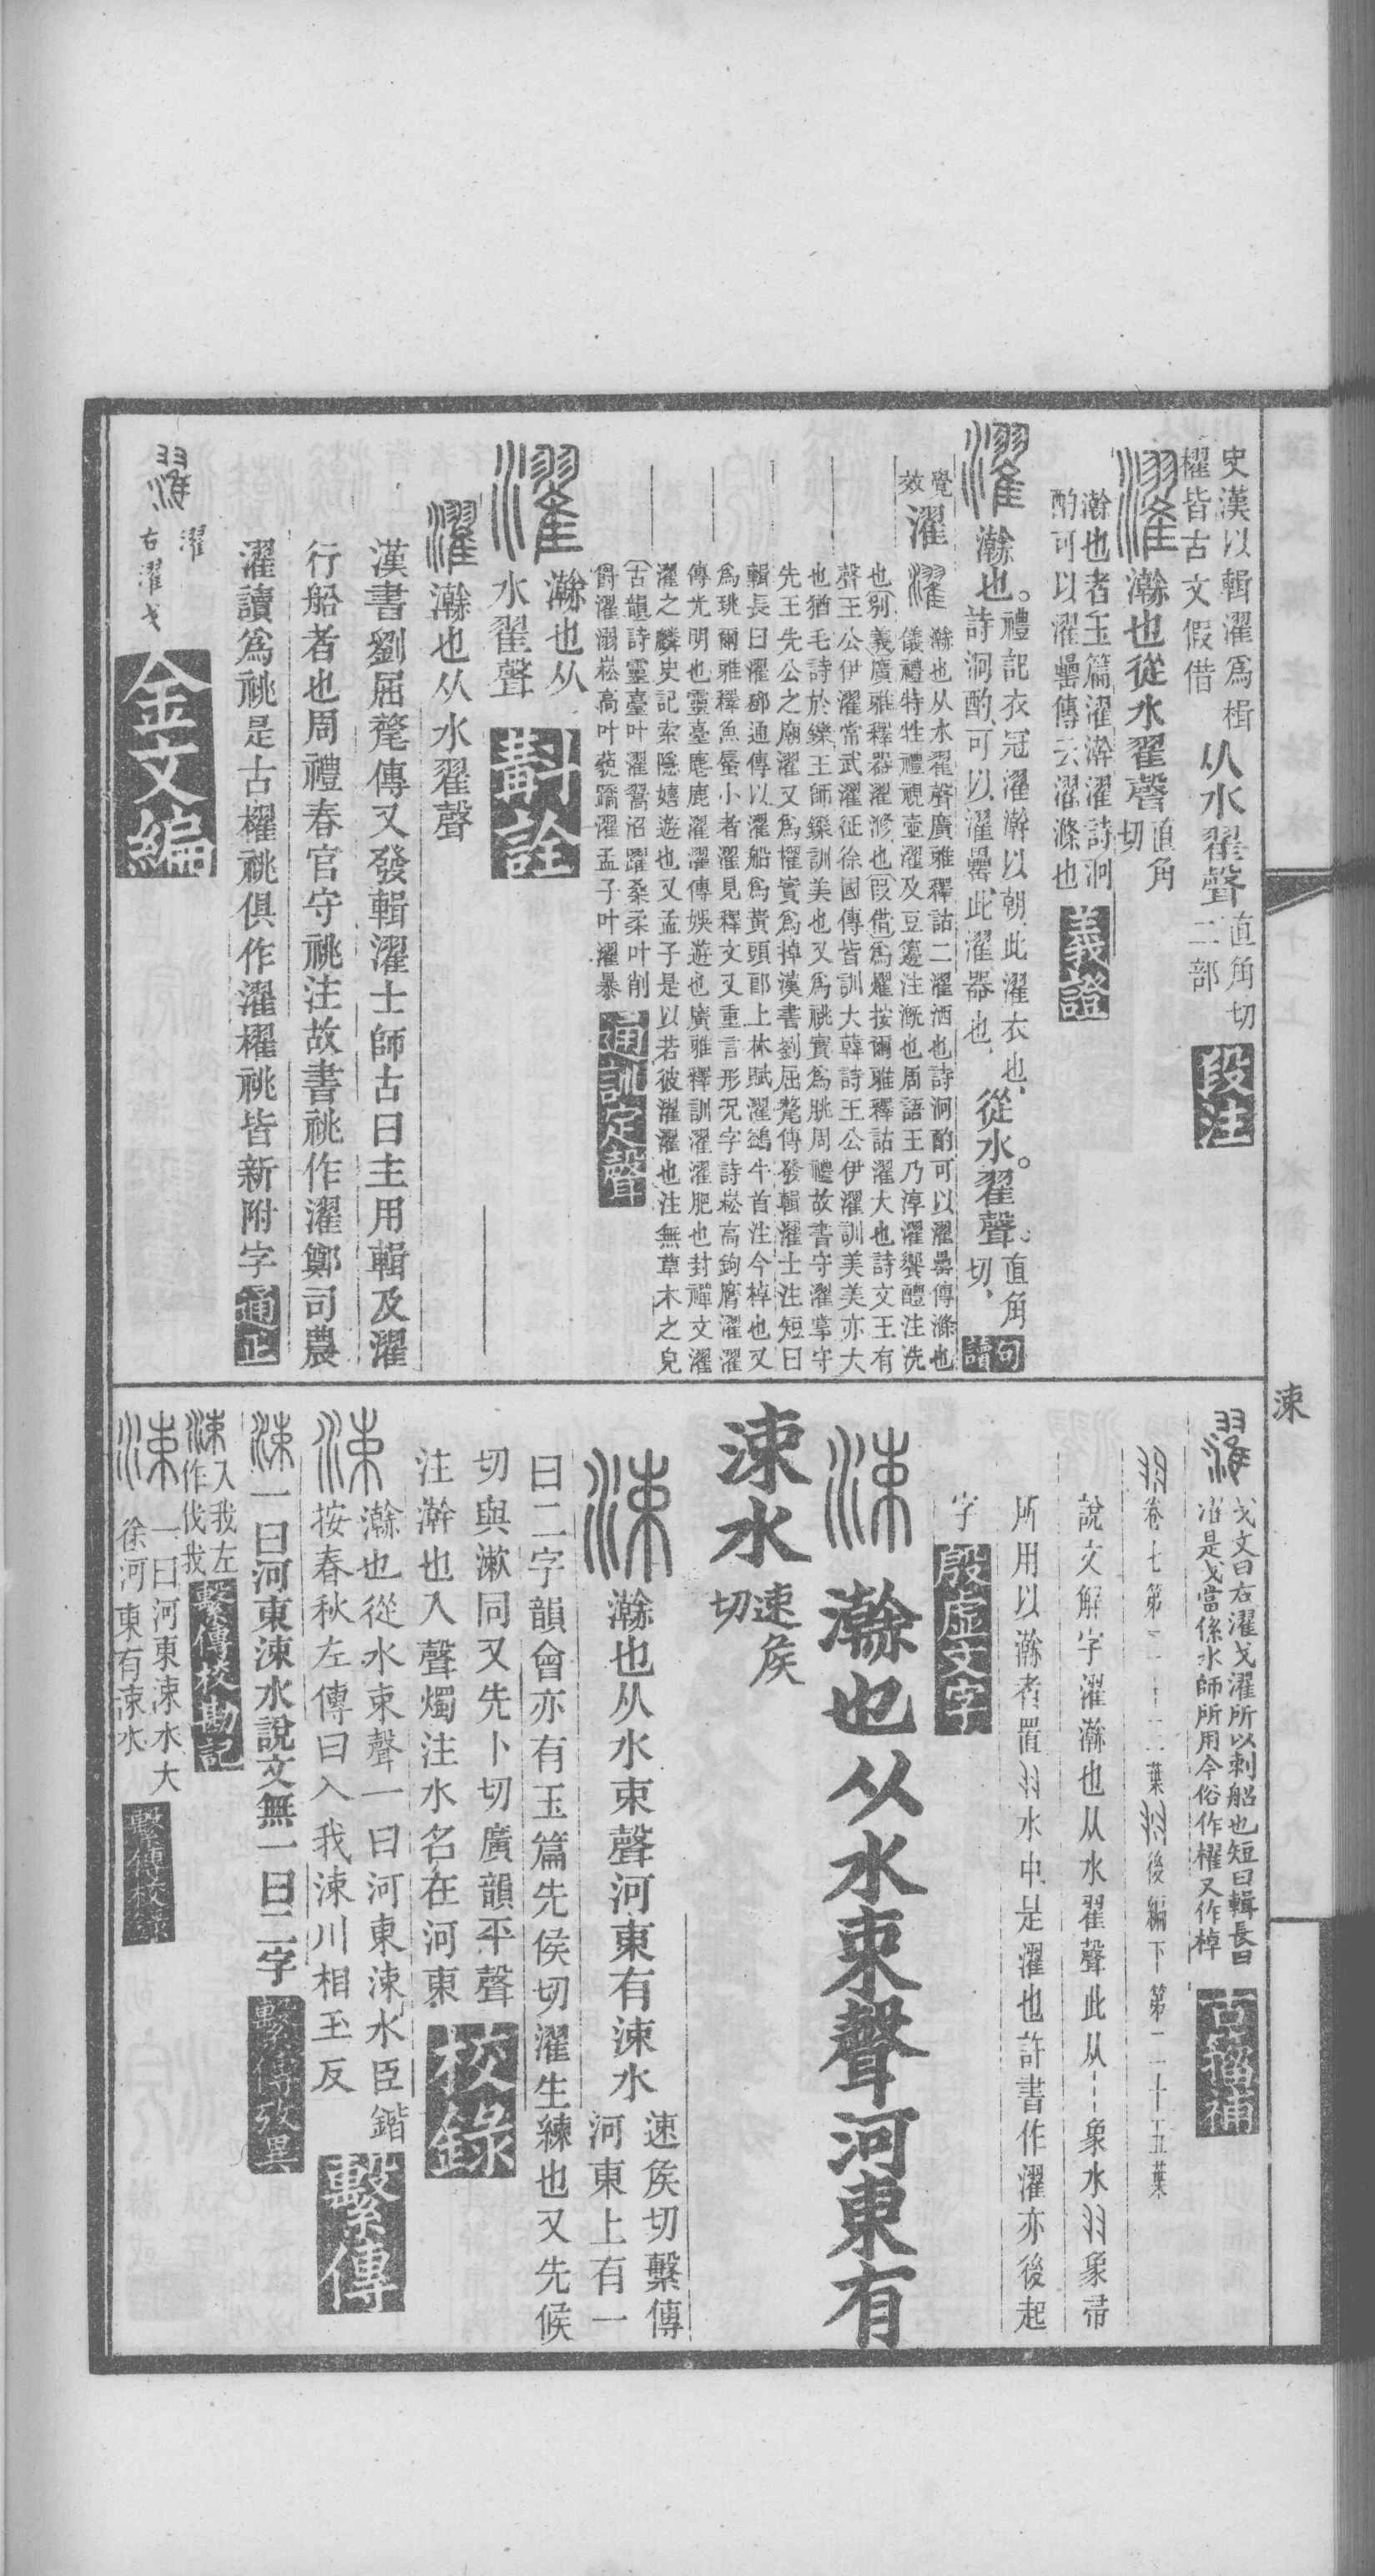 史漢以輯濯爲楫
櫂皆古文假借
从水翟聲
直角切
二部
段注
濯
瀚也從水翟聲
直角
切
瀚也者玉篇濯澣濯詩泂
酌可以濯罍傳云濯滌也
義證
濯
瀚也。
禮記衣冠濯澣以朝、此濯衣也、
詩泂酌、可以濯罍、此濯器也、
從水翟聲。
直角
切、
句讀
覺
效
濯
濯
瀚也从水翟聲廣雅釋詁二濯洒也詩泂酌可以濯罍傳滌也
儀禮特牲禮視壺濯及豆籩注漑也周語王乃淳濯饗醴注洗
也(別義)廣雅釋器濯滫也(叚借)爲燿按爾雅釋詁濯大也詩文王有
聲王公伊濯常武濯征徐國傳皆訓大韓詩王公伊濯訓美美亦大
也猶毛詩於鑠王師鑠訓美也又爲祧實爲朓周禮故書守濯掌守
先王先公之廟濯又爲櫂實爲掉漢書劉屈氂傳發輯濯士注短曰
輯長曰濯鄧通傳以濯船爲黃頭郎上林賦濯鷁牛首注今棹也又
爲珧爾雅釋魚蜃小者濯見釋文又重言形況字詩崧高鉤膺濯濯
傳光明也靈臺麀鹿濯濯傳娛遊也廣雅釋訓濯濯肥也封禪文濯
濯之麟史記索隱嬉遊也又孟子是以若彼濯濯也注無草木之皃
(古韻)詩靈臺叶濯翯沼躍桑柔叶削
爵濯溺崧高叶藐蹻濯孟子叶濯暴
通訓定聲
濯
瀚也从
水翟聲
斠詮
濯
瀚也从水翟聲
漢書劉屈氂傳又發輯濯士師古曰主用輯及濯
行船者也周禮春官守祧注故書祧作濯鄭司農
濯讀爲祧是古櫂祧俱作濯櫂祧皆新附字
通正
濯
右濯戈
金文編
戈文曰右濯戈濯所以刺船也短曰輯長曰
濯是戈當係水師所用今俗作櫂又作棹
古籀補
卷七第二十二葉
後編下第二十五葉
說文解字濯瀚也从水翟聲此从
象水
象帚
所用以瀚者置
水中是濯也許書作濯亦後起
字
殷虛文字
涑
瀚也从水束聲河東有
涑水
速矦
切
涑
瀚也从水束聲河東有涑水
速矦切繫傳
河東上有一
曰二字韻會亦有玉篇先侯切濯生練也又先候
切與漱同又先卜切廣韻平聲
注澣也入聲燭注水名在河東
校錄
涑
瀚也從水束聲一曰河東涑水臣鍇
按春秋左傳曰入我涑川相玉反
繫傳
涑
一曰河東涑水說文無一曰二字
繫傳攷異
涑
入我左
作伐我
繫傳校勘記
涑
一曰河東涑水大
徐河東有涑水
繫傳校錄
涑